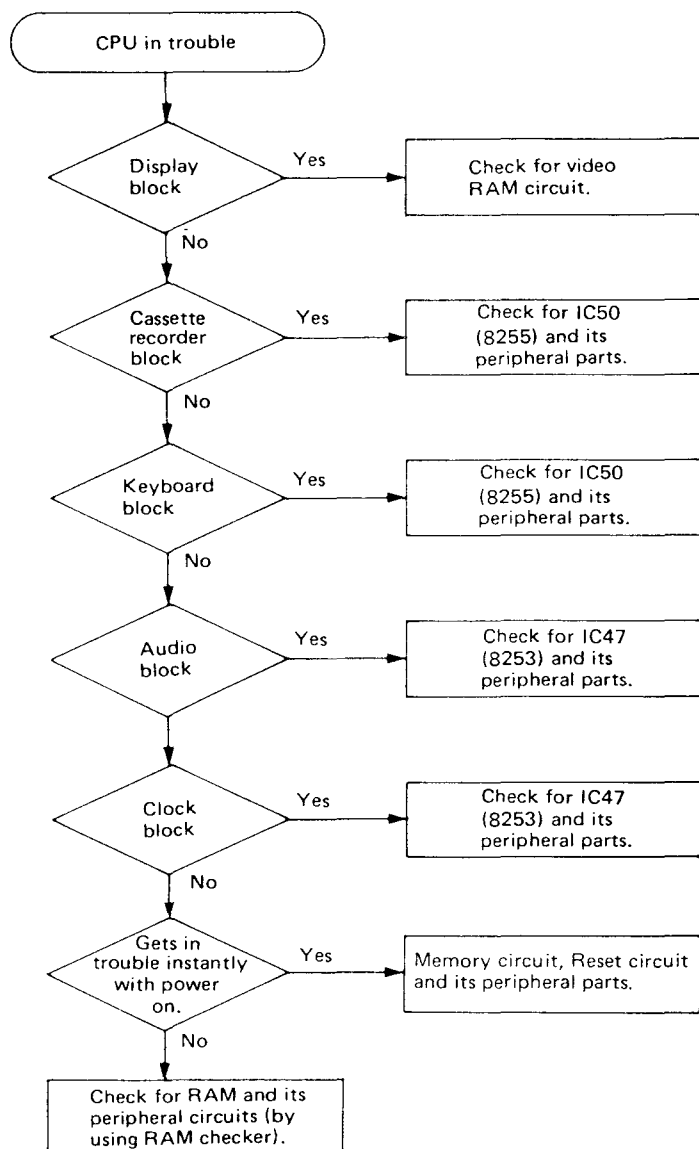 CPU in trouble
Display
block
Yes
Check for video
RAM circuit.
No
Cassette
recorder
block
Yes
Check for IC50
(8255) and its
peripheral parts.
No
Keyboard
block
Yes
Check for IC50
(8255) and its
peripheral parts.
No
Audio
block
Yes
Check for IC47
(8253) and its
peripheral parts.
Clock
block
Yes
Check for IC47
(8253) and its
peripheral parts.
No
Gets in
trouble instantly
with power
on.
Yes
Memory circuit, Reset circuit
and its peripheral parts.
No
Check for RAM and its
peripheral circuits (by
using RAM checker).